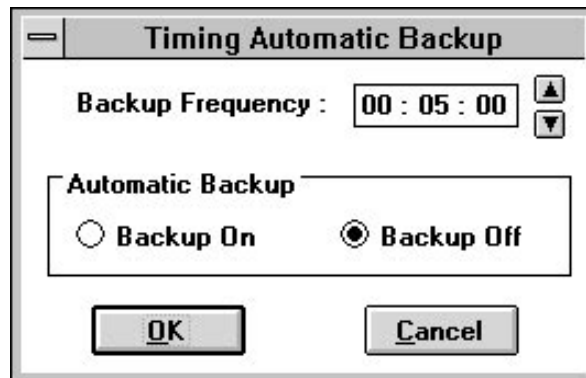 Timing Automatic Backup
Backup Frequency : 00 : 05 : 00
Automatic Backup
Backup On Backup Off
OK Cancel